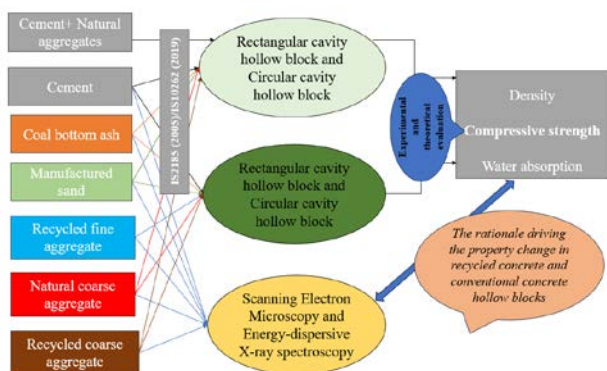 Cement+ Natural
aggregates
Cement
Coal bottom ash
Manufactured
sand
Recycled fine
aggregate
Natural coarse
aggregate
Recycled coarse
aggregate
IS2185 (2005)/IS10262 (2019)
Rectangular cavity
hollow block and
Circular cavity
hollow block
Rectangular cavity
hollow block and
Circular cavity
hollow block
Scanning Electron
Microscopy and
Energy-dispersive
X-ray spectroscopy
Experimental
and
theoretical
evaluation
Density
Compressive strength
Water absorption
The rationale driving
the property change in
recycled concrete and
conventional concrete
hollow blocks